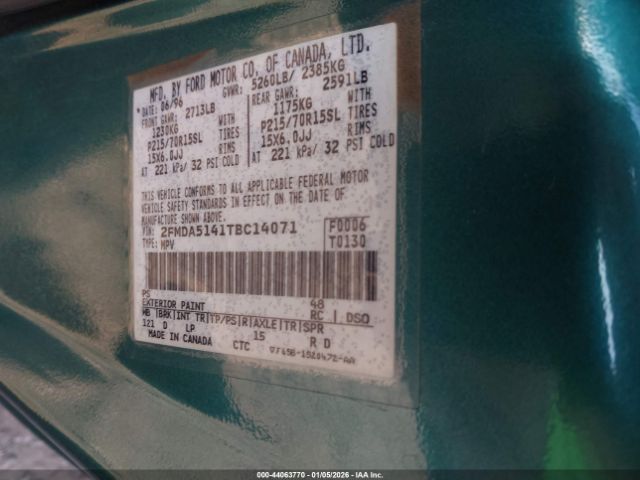 MFD. BY FORD MOTOR CO. OF CANADA, LTD.
* DATE: 06/96 GVWR: 5260LB/ 2385KG
FRONT GAWR: 2713LB REAR GAWR: 2591LB
1230KG WITH 1175KG WITH
P215/70R15SL TIRES P215/70R15SL TIRES
15X6.0JJ RIMS 15X6.0JJ RIMS
AT 221 kPa/ 32 PSI COLD AT 221 kPa/ 32 PSI COLD
THIS VEHICLE CONFORMS TO ALL APPLICABLE FEDERAL MOTOR
VEHICLE SAFETY STANDARDS IN EFFECT ON THE DATE OF
MANUFACTURE SHOWN ABOVE.
VIN: 2FMDA5141TBC14071 F0006
TYPE: MPV T0130
PS 48
EXTERIOR PAINT RC DSO
WB BRK INT TR TP/PS R AXLE TR SPR
121 D LP 15 R D
MADE IN CANADA CTC
000-44063770 - 01/05/2026 - IAA Inc.